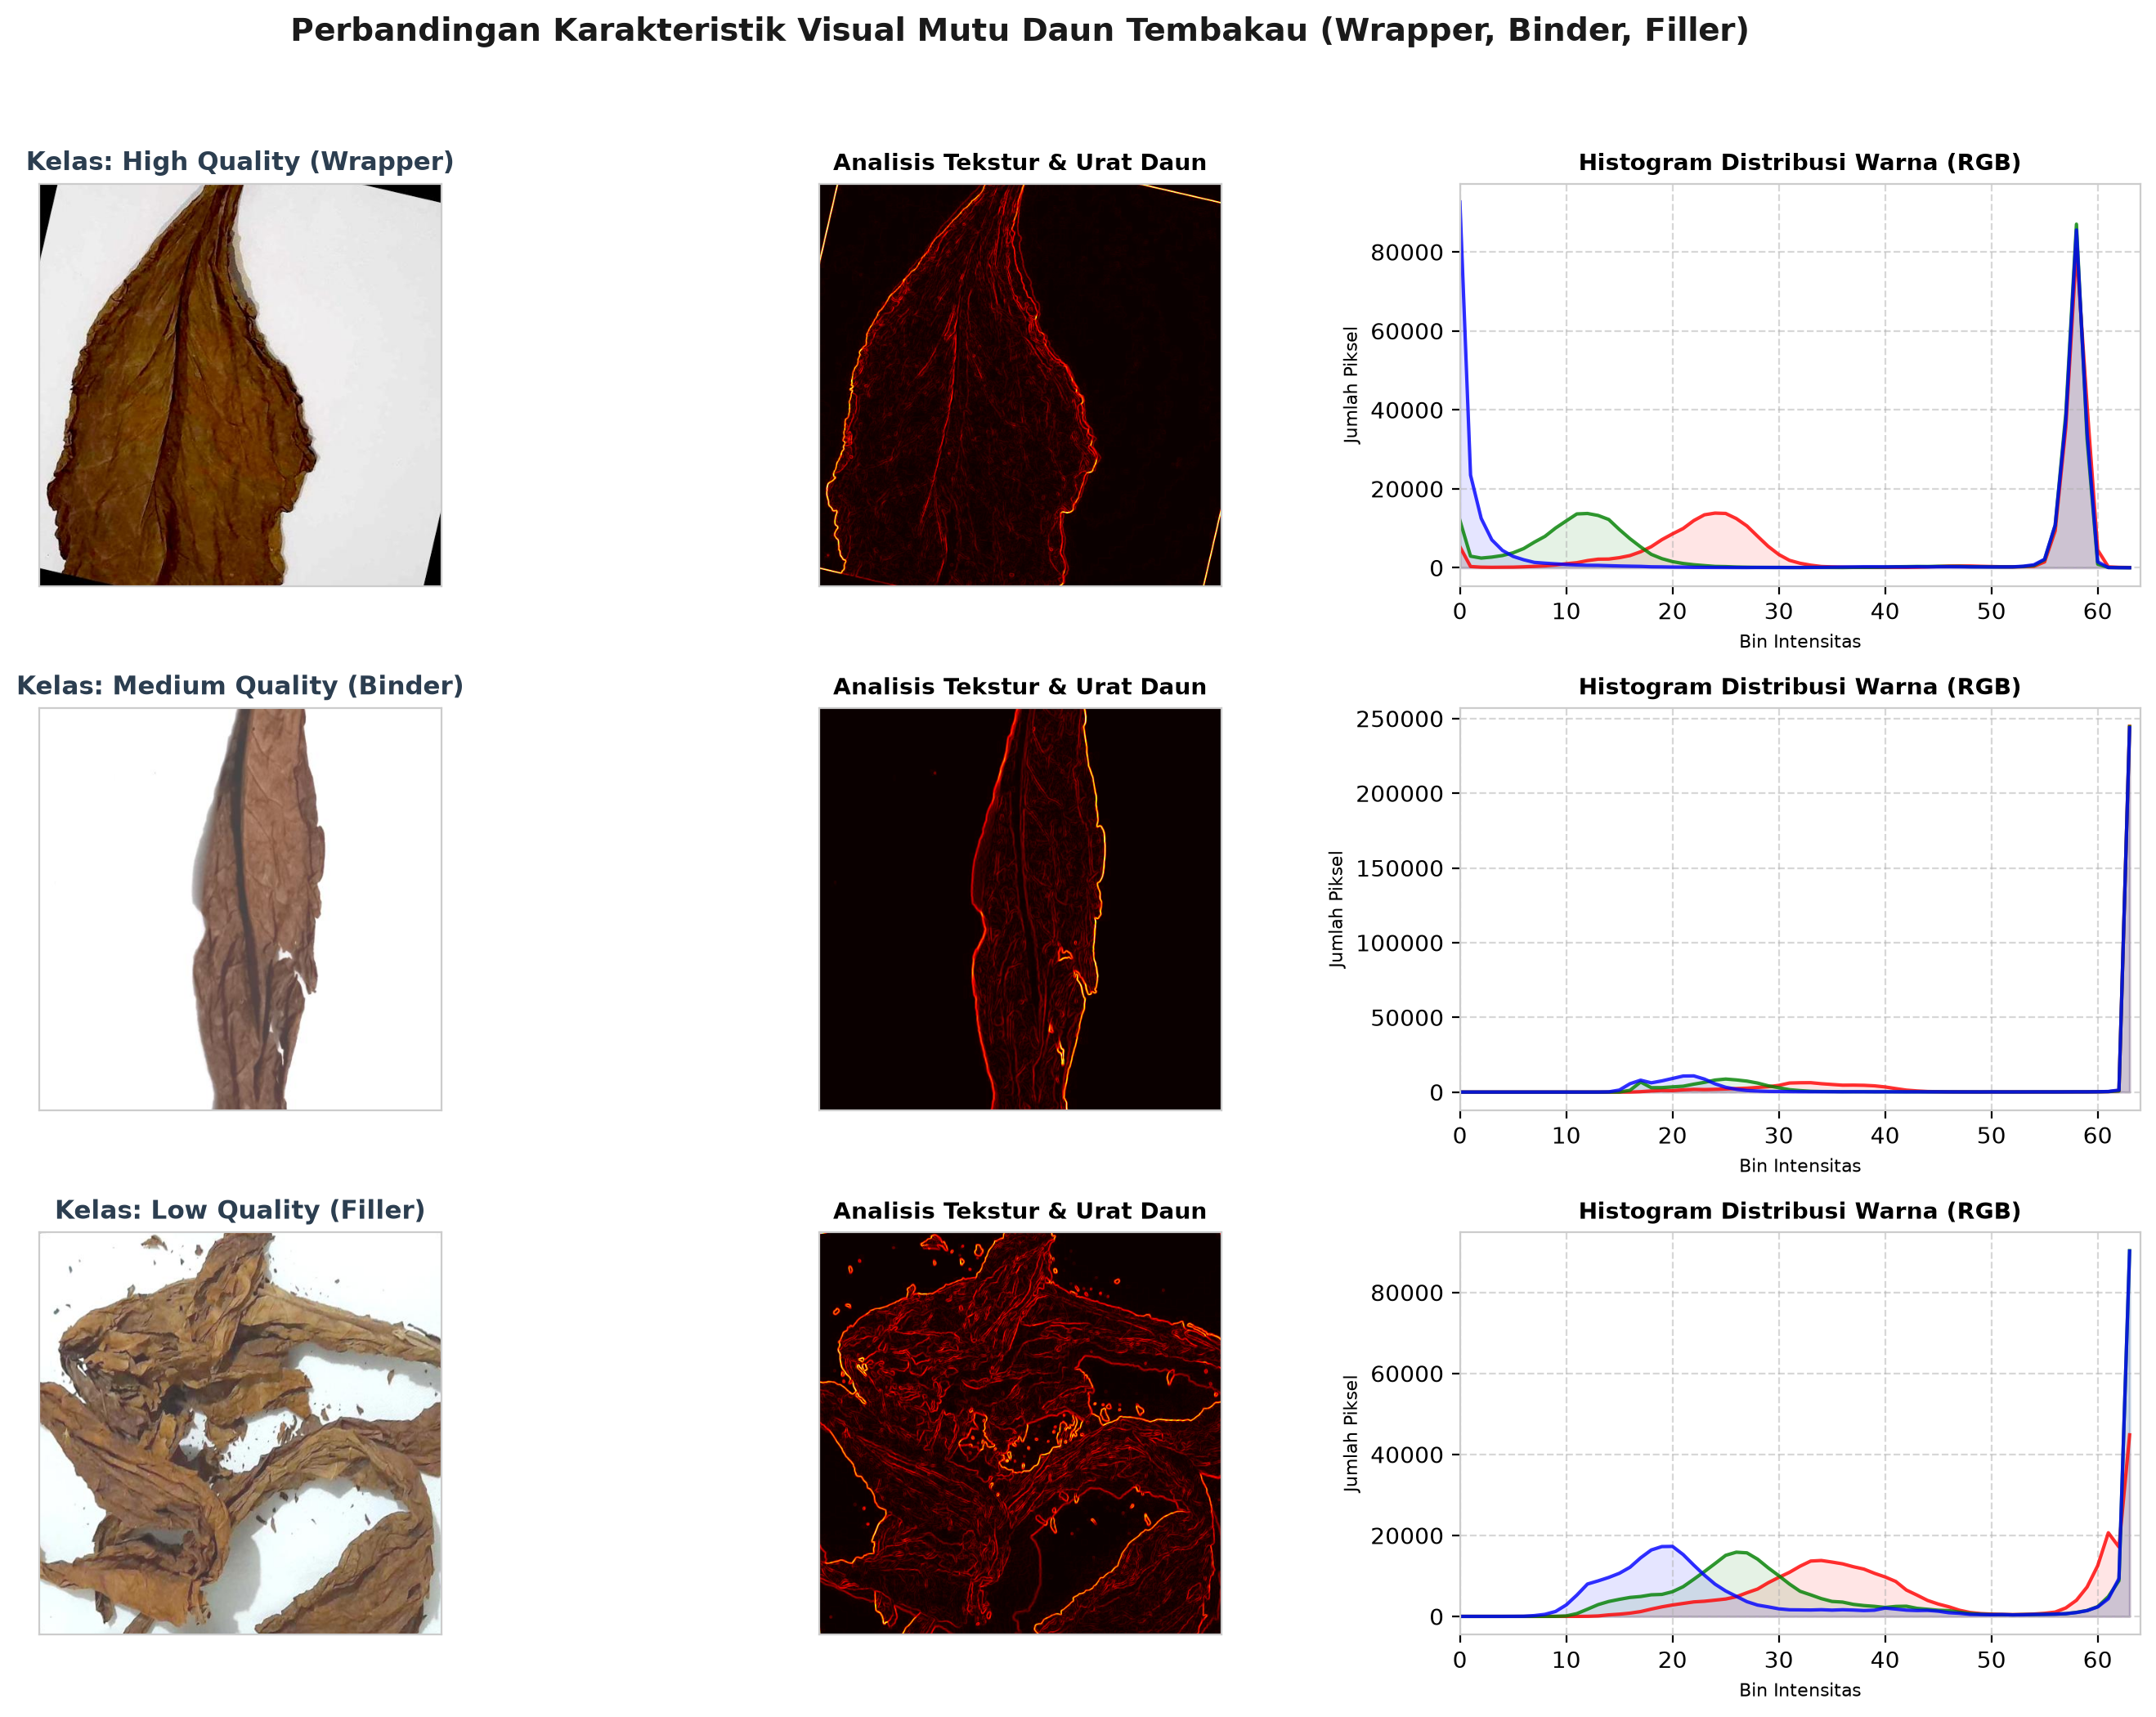 Perbandingan Karakteristik Visual Mutu Daun Tembakau (Wrapper, Binder, Filler)
Kelas: High Quality (Wrapper)
Analisis Tekstur & Urat Daun
Histogram Distribusi Warna (RGB)
Jumlah Piksel
80000
60000
40000
20000
0
0 10 20 30 40 50 60
Bin Intensitas
Kelas: Medium Quality (Binder)
Analisis Tekstur & Urat Daun
Histogram Distribusi Warna (RGB)
Jumlah Piksel
250000
200000
150000
100000
50000
0
0 10 20 30 40 50 60
Bin Intensitas
Kelas: Low Quality (Filler)
Analisis Tekstur & Urat Daun
Histogram Distribusi Warna (RGB)
Jumlah Piksel
80000
60000
40000
20000
0
0 10 20 30 40 50 60
Bin Intensitas